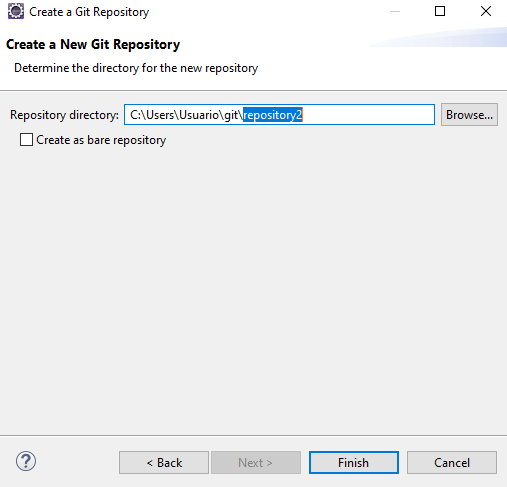 Create a Git Repository
Create a New Git Repository
Determine the directory for the new repository
Repository directory: C:\Users\Usuario\git\repository2 Browse...
Create as bare repository
? < Back Next > Finish Cancel